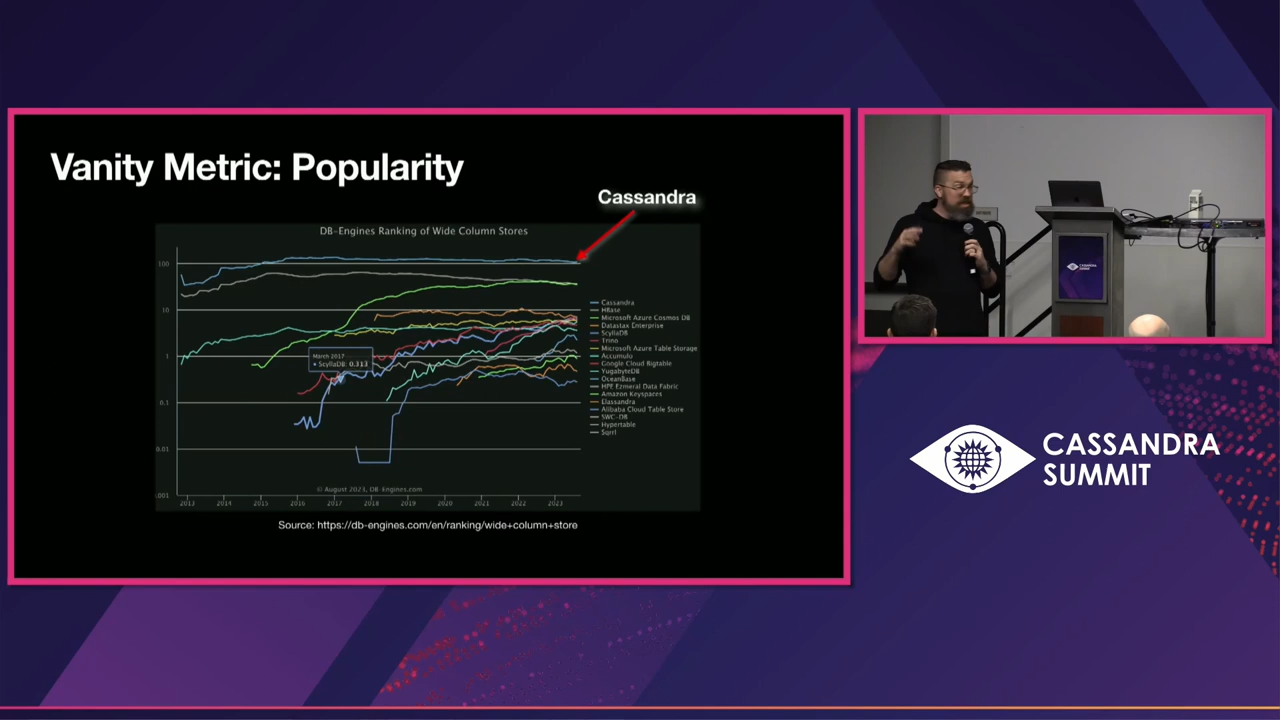 Vanity Metric: Popularity
Cassandra
DB-Engines Ranking of Wide Column Stores
100
10
1
0.1
0.01
.001
March 2017
• ScyllaDB: 0.313
Cassandra
HBase
Microsoft Azure Cosmos DB
Datastax Enterprise
ScyllaDB
Trino
Microsoft Azure Table Storage
Accumulo
Google Cloud Bigtable
YugabyteDB
OceanBase
HPE Ezmeral Data Fabric
Amazon Keyspaces
Elassandra
Alibaba Cloud Table Store
SWC-DB
Hypertable
Sqrrl
© August 2023, DB-Engines.com
2013 2014 2015 2016 2017 2018 2019 2020 2021 2022 2023
Source: https://db-engines.com/en/ranking/wide+column+store
CASSANDRA
SUMMIT
CASSANDRA
SUMMIT